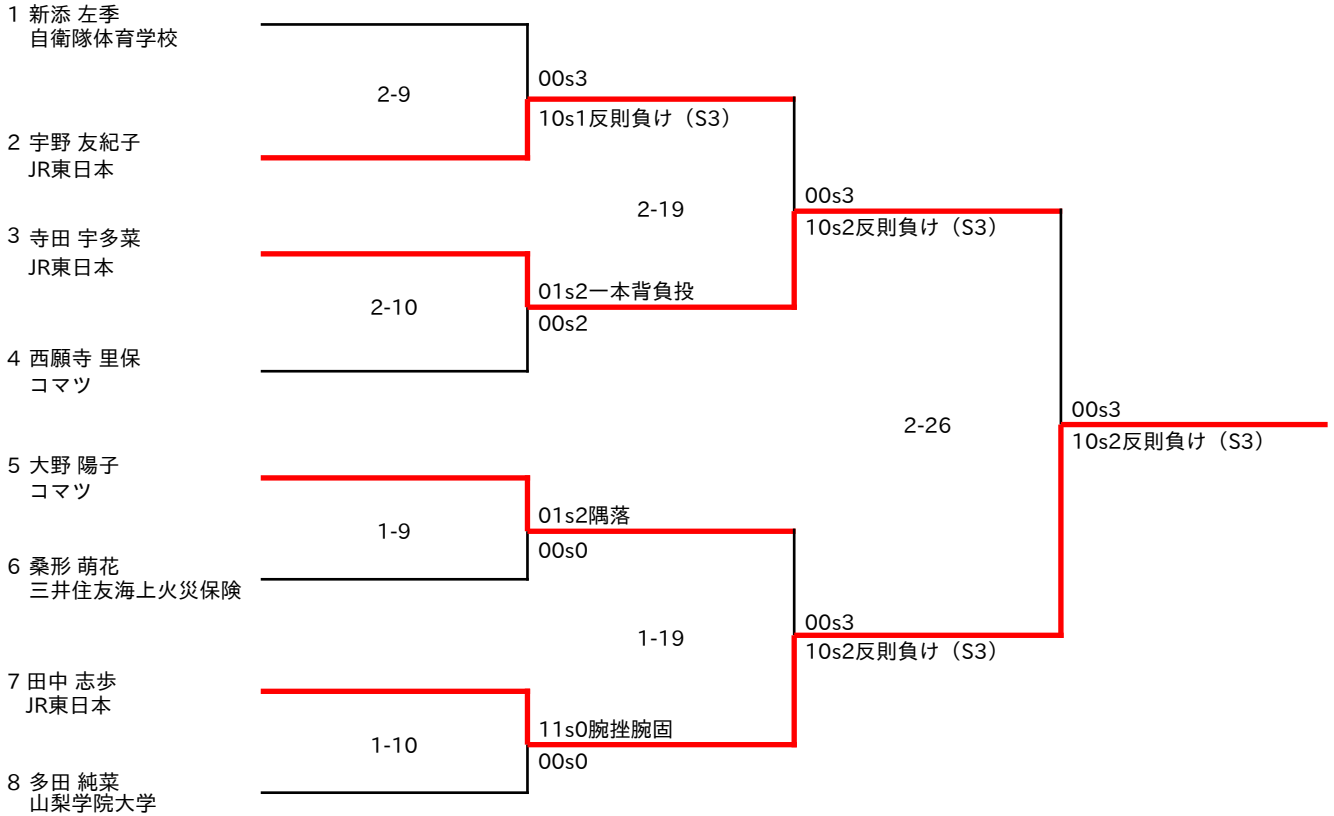 1 新添 左季
自衛隊体育学校
00s3
2-9
10s1反則負け（S3）
2 宇野 友紀子
JR東日本
00s3
2-19
10s2反則負け（S3）
3 寺田 宇多菜
JR東日本
01s2一本背負投
2-10
00s2
4 西願寺 里保
コマツ
00s3
2-26
10s2反則負け（S3）
5 大野 陽子
コマツ
01s2隅落
1-9
00s0
6 桑形 萌花
三井住友海上火災保険
00s3
1-19
10s2反則負け（S3）
7 田中 志歩
JR東日本
11s0腕挫腕固
1-10
00s0
8 多田 純菜
山梨学院大学